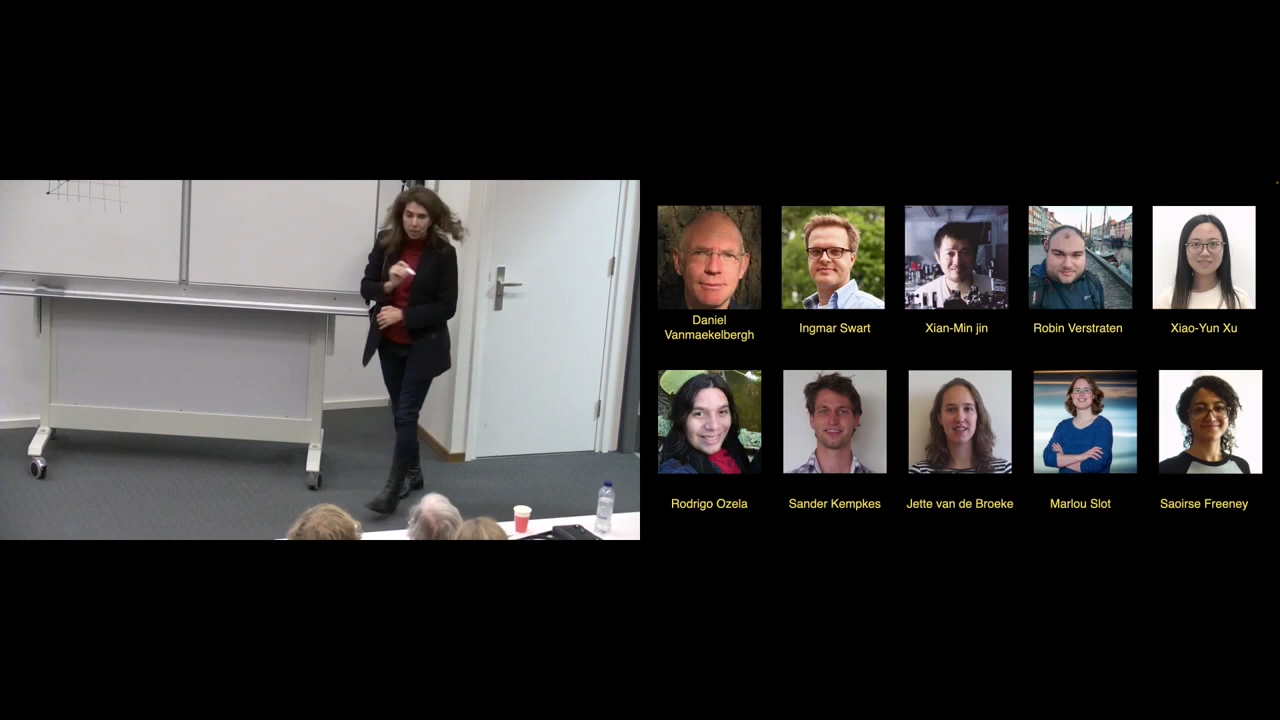 Daniel
Vanmaekelbergh
Ingmar Swart
Xian-Min jin
Robin Verstraten
Xiao-Yun Xu
Rodrigo Ozela
Sander Kempkes
Jette van de Broeke
Marlou Slot
Saoirse Freeney